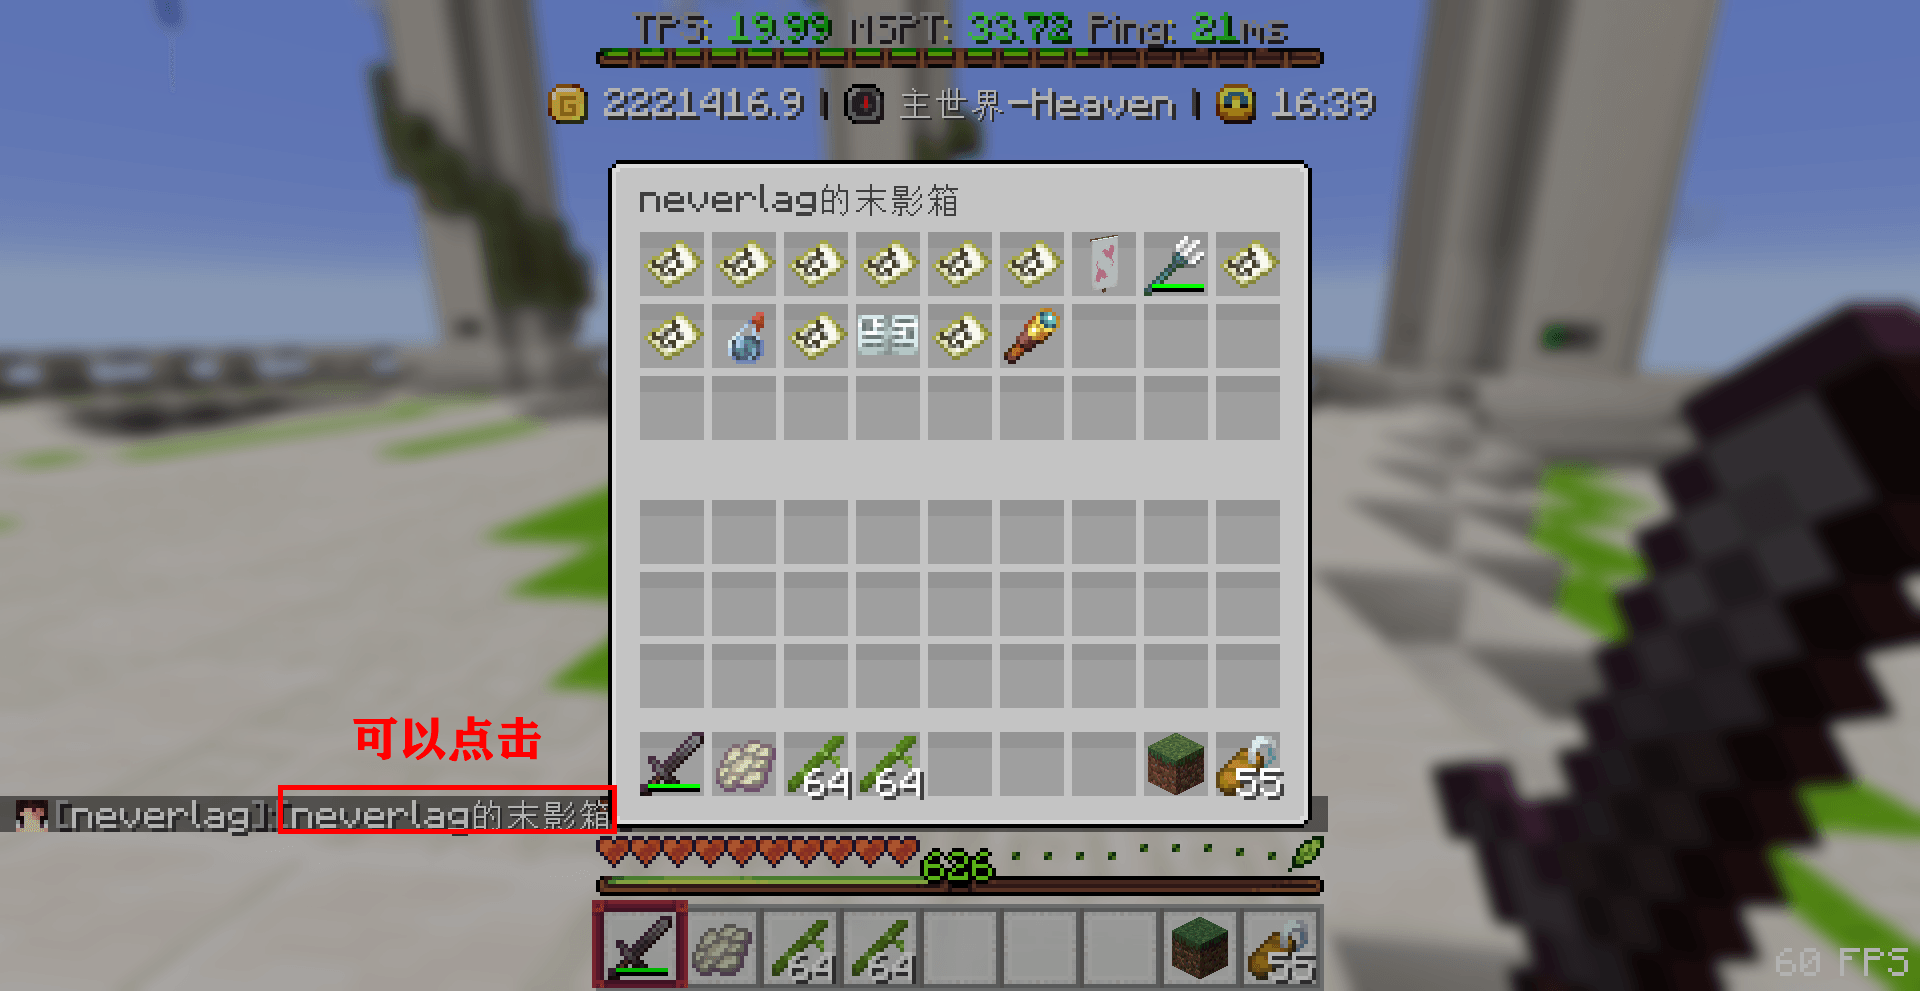 TPS: 19.99 MSPT: 33.72 Ping: 21ms
2221416.9 | 主世界-Heaven | 16:39
neverlag的末影箱
64 64 55
可以点击
[neverlag]: [neverlag的末影箱
626
64 64 55
60 FPS